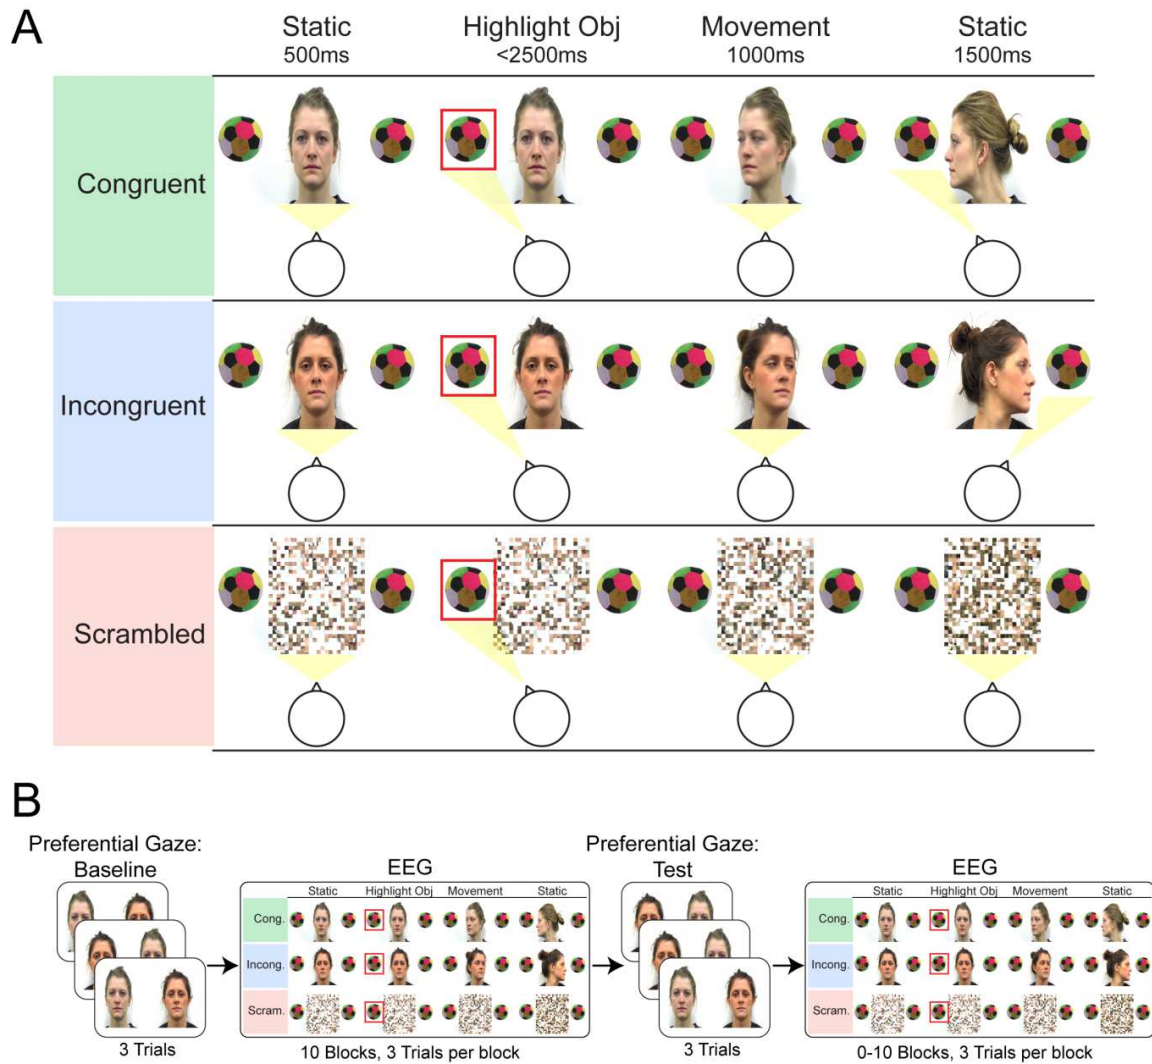 A
Static
500ms
Highlight Obj
<2500ms
Movement
1000ms
Static
1500ms
Congruent
Incongruent
Scrambled
B
Preferential Gaze:
Baseline
3 Trials
EEG
Static Highlight Obj Movement Static
Cong.
Incong.
Scram.
10 Blocks, 3 Trials per block
Preferential Gaze:
Test
3 Trials
EEG
Static Highlight Obj Movement Static
Cong.
Incong.
Scram.
0-10 Blocks, 3 Trials per block